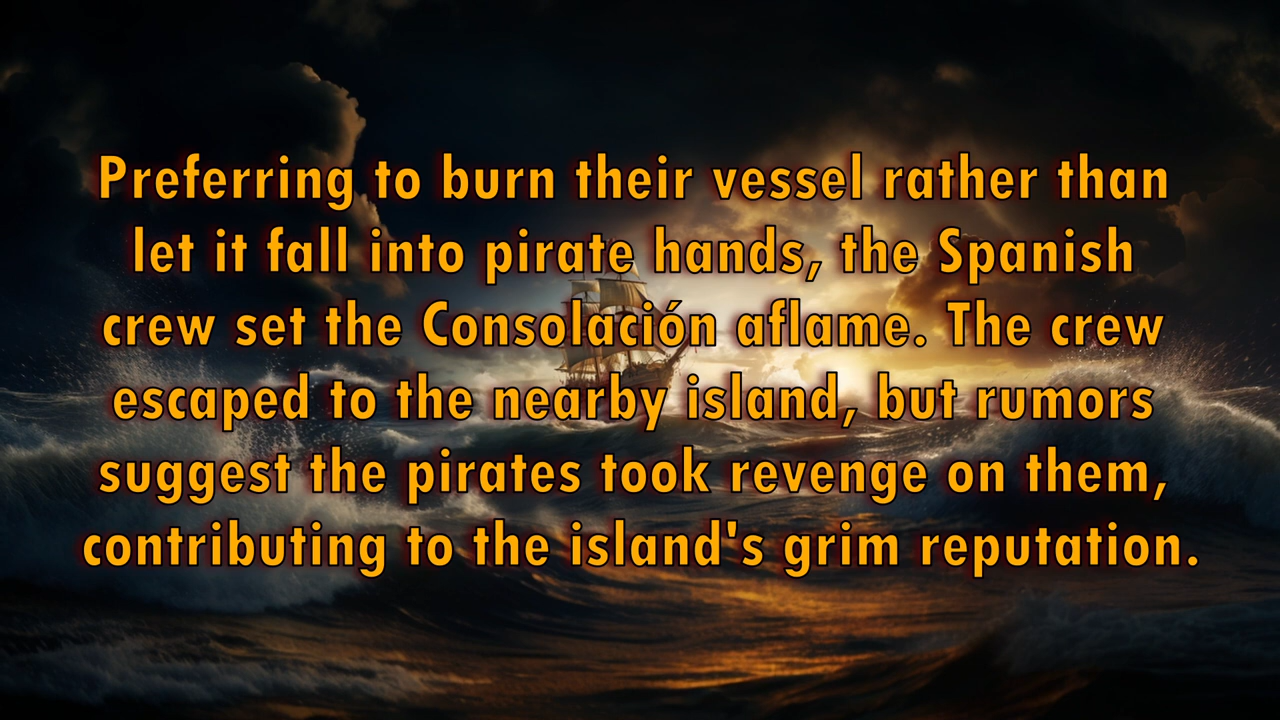 Preferring to burn their vessel rather than
let it fall into pirate hands, the Spanish
crew set the Consolación aflame. The crew
escaped to the nearby island, but rumors
suggest the pirates took revenge on them,
contributing to the island's grim reputation.